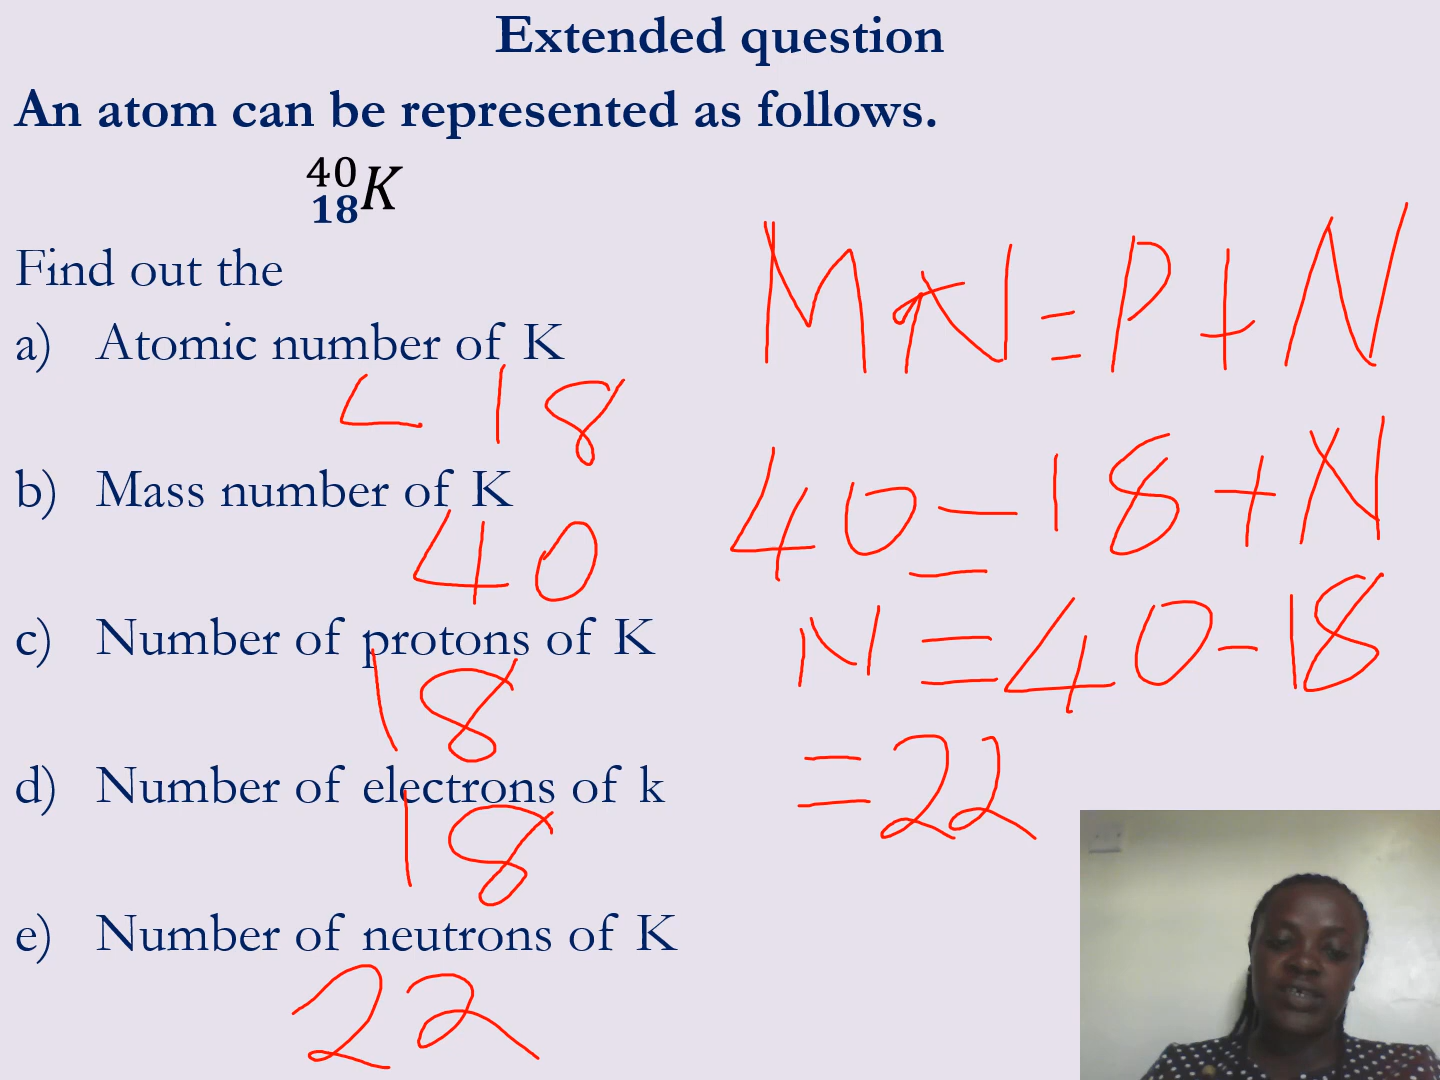 Extended question
An atom can be represented as follows.
40
18 K
Find out the
a) Atomic number of K
18
b) Mass number of K
40
c) Number of protons of K
18
d) Number of electrons of k
18
e) Number of neutrons of K
22
M N = P + N
40 = 18 + N
N = 40 - 18
= 22